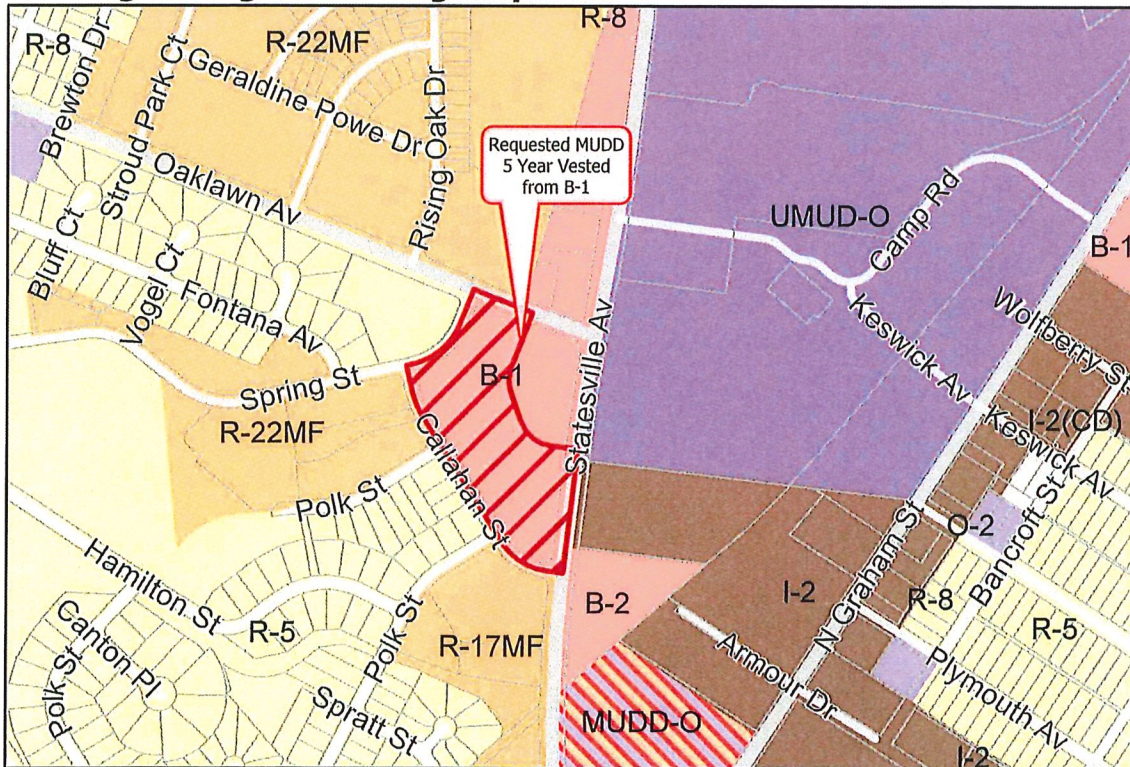 R-8
R-8
R-22MF
Brewton Dr
Stroud Park Ct
Geraldine Powe Dr
Rising Oak Dr
Requested MUDD
5 Year Vested
from B-1
Oaklawn Av
UMUD-O
Camp Rd
B-1
Bluff Ct
Vogel Ct
Fontana Av
Keswick Av
Wolfberry St
Spring St
B-1
Statesville Av
R-22MF
Callahan St
Keswick Av
I-2(CD)
Polk St
O-2
Bancroft St
Hamilton St
N Graham St
B-2
I-2
R-8
R-5
R-5
Canton Pl
Polk St
Polk St
R-17MF
Armour Dr
Plymouth Av
Spratt St
MUDD-O
I-2